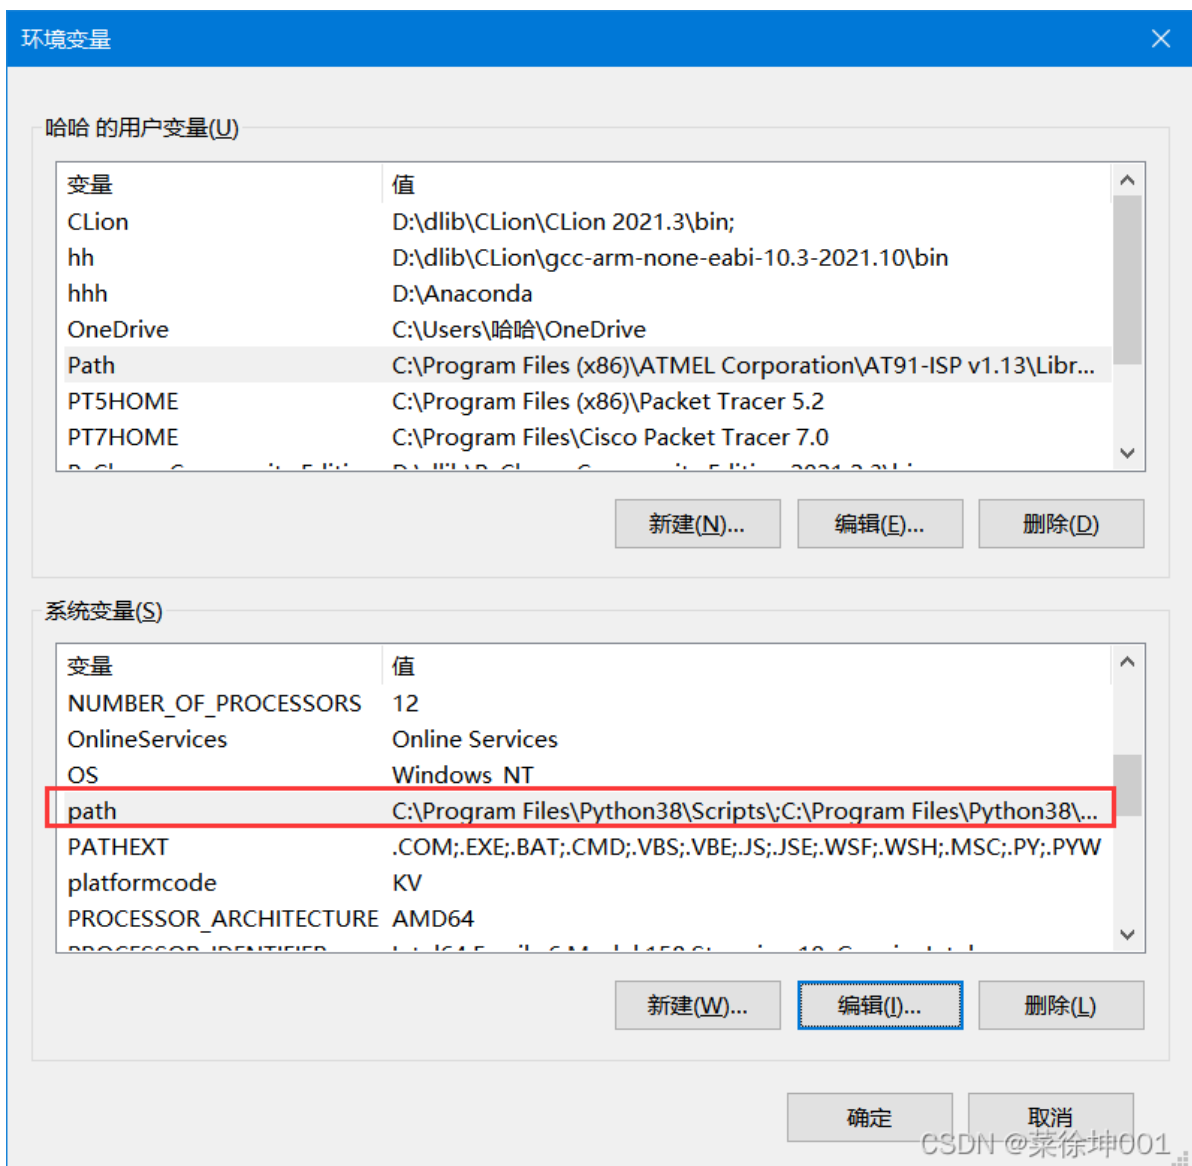 环境变量
哈哈 的用户变量(U)
变量 值
CLion D:\dlib\CLion\CLion 2021.3\bin;
hh D:\dlib\CLion\gcc-arm-none-eabi-10.3-2021.10\bin
hhh D:\Anaconda
OneDrive C:\Users\哈哈\OneDrive
Path C:\Program Files (x86)\ATMEL Corporation\AT91-ISP v1.13\Libr...
PT5HOME C:\Program Files (x86)\Packet Tracer 5.2
PT7HOME C:\Program Files\Cisco Packet Tracer 7.0
新建(N)... 编辑(E)... 删除(D)
系统变量(S)
变量 值
NUMBER_OF_PROCESSORS 12
OnlineServices Online Services
OS Windows_NT
path C:\Program Files\Python38\Scripts\;C:\Program Files\Python38\...
PATHEXT .COM;.EXE;.BAT;.CMD;.VBS;.VBE;.JS;.JSE;.WSF;.WSH;.MSC;.PY;.PYW
platformcode KV
PROCESSOR_ARCHITECTURE AMD64
新建(W)... 编辑(I)... 删除(L)
确定 取消
CSDN @菜徐坤001